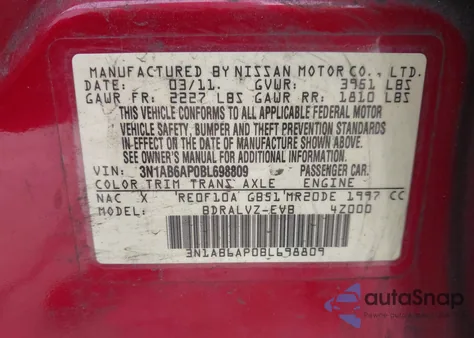 MANUFACTURED BY NISSAN MOTOR CO., LTD.
DATE: 03/11. GVWR: 3961 LBS
GAWR FR: 2227 LBS GAWR RR: 1810 LBS
THIS VEHICLE CONFORMS TO ALL APPLICABLE FEDERAL MOTOR
VEHICLE SAFETY, BUMPER AND THEFT PREVENTION STANDARDS
IN EFFECT ON THE DATE OF MANUFACTURE SHOWN ABOVE.
SEE OWNER'S MANUAL FOR ADDITIONAL INFORMATION.
VIN: 3N1AB6AP0BL698809 PASSENGER CAR.
COLOR TRIM TRANS AXLE ENGINE
NAC X RE0F10A GB51 MR20DE 1997 CC
MODEL: BDRALVZ-EVB 4Z000
3N1AB6AP0BL698809
autoSnap